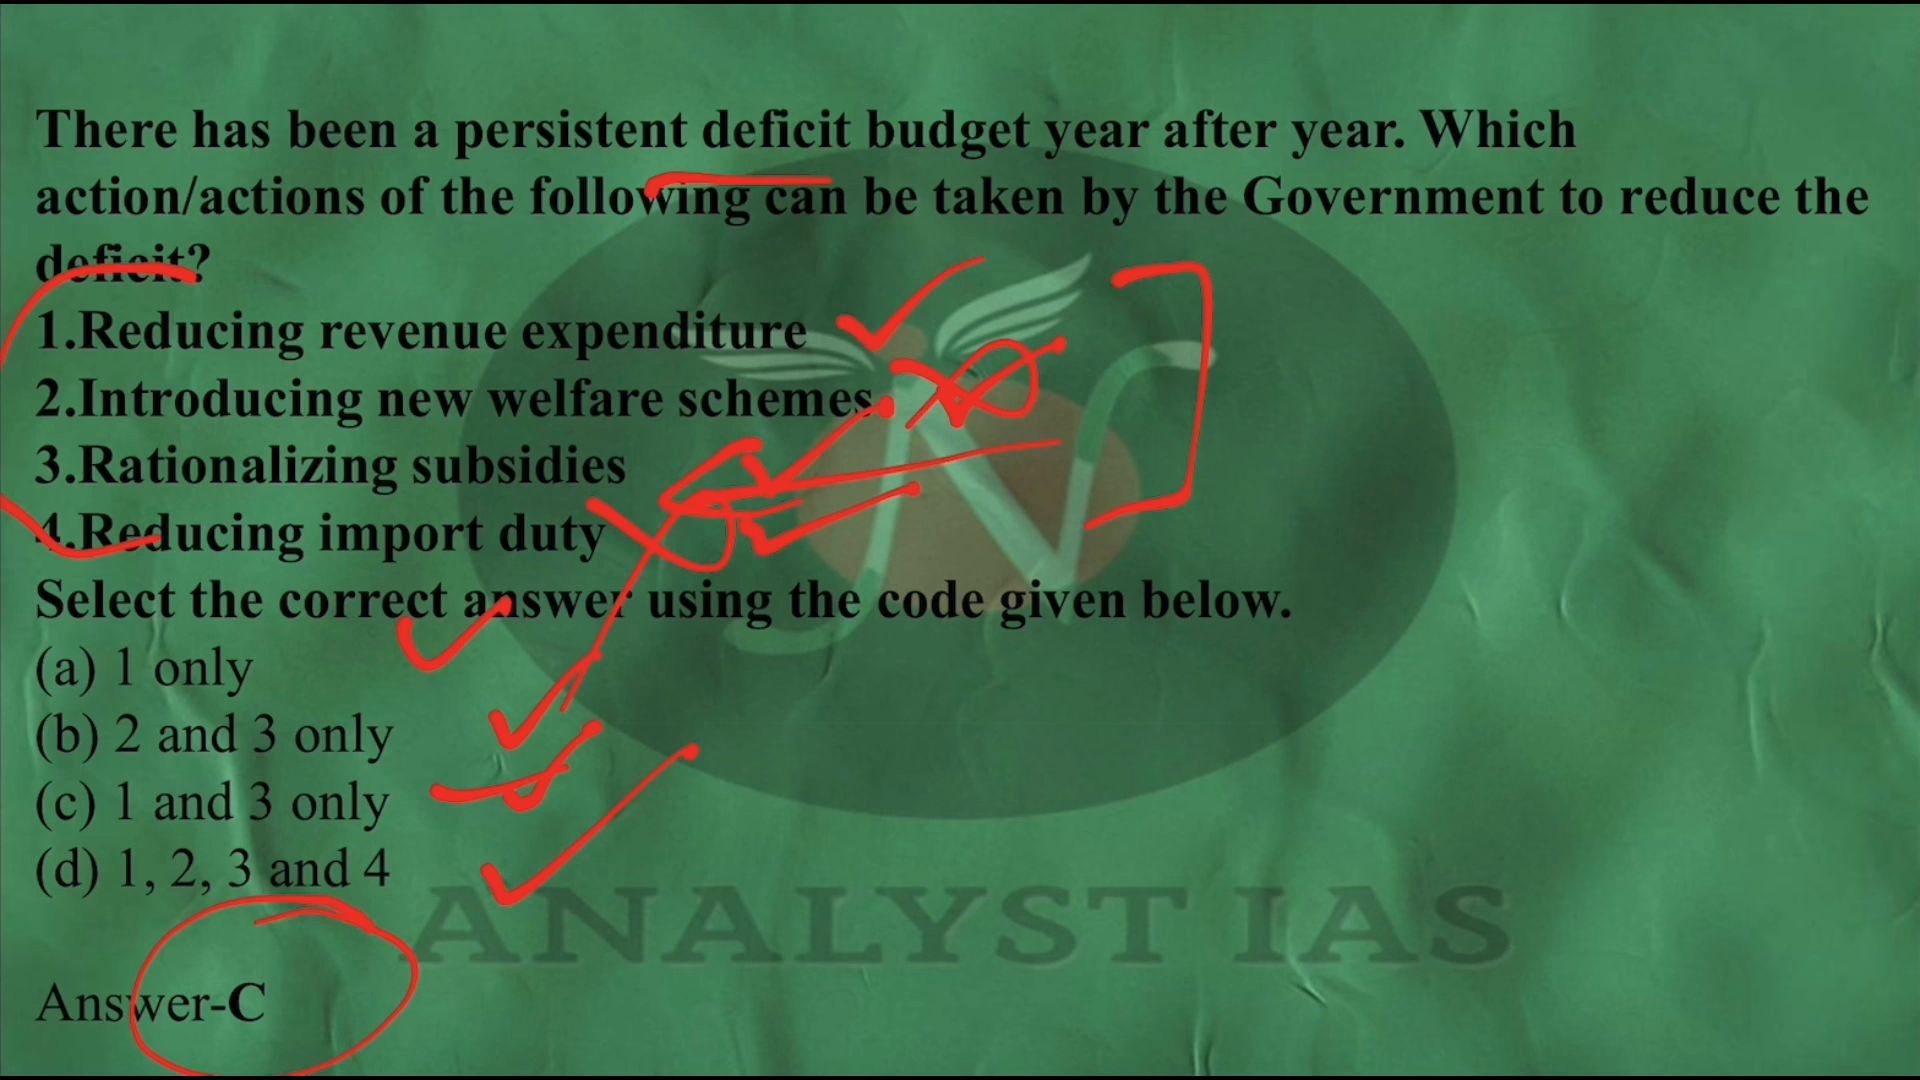 There has been a persistent deficit budget year after year. Which
action/actions of the following can be taken by the Government to reduce the
deficit?
1.Reducing revenue expenditure
2.Introducing new welfare schemes
3.Rationalizing subsidies
4.Reducing import duty
Select the correct answer using the code given below.
(a) 1 only
(b) 2 and 3 only
(c) 1 and 3 only
(d) 1, 2, 3 and 4
ANALYST IAS
Answer-C